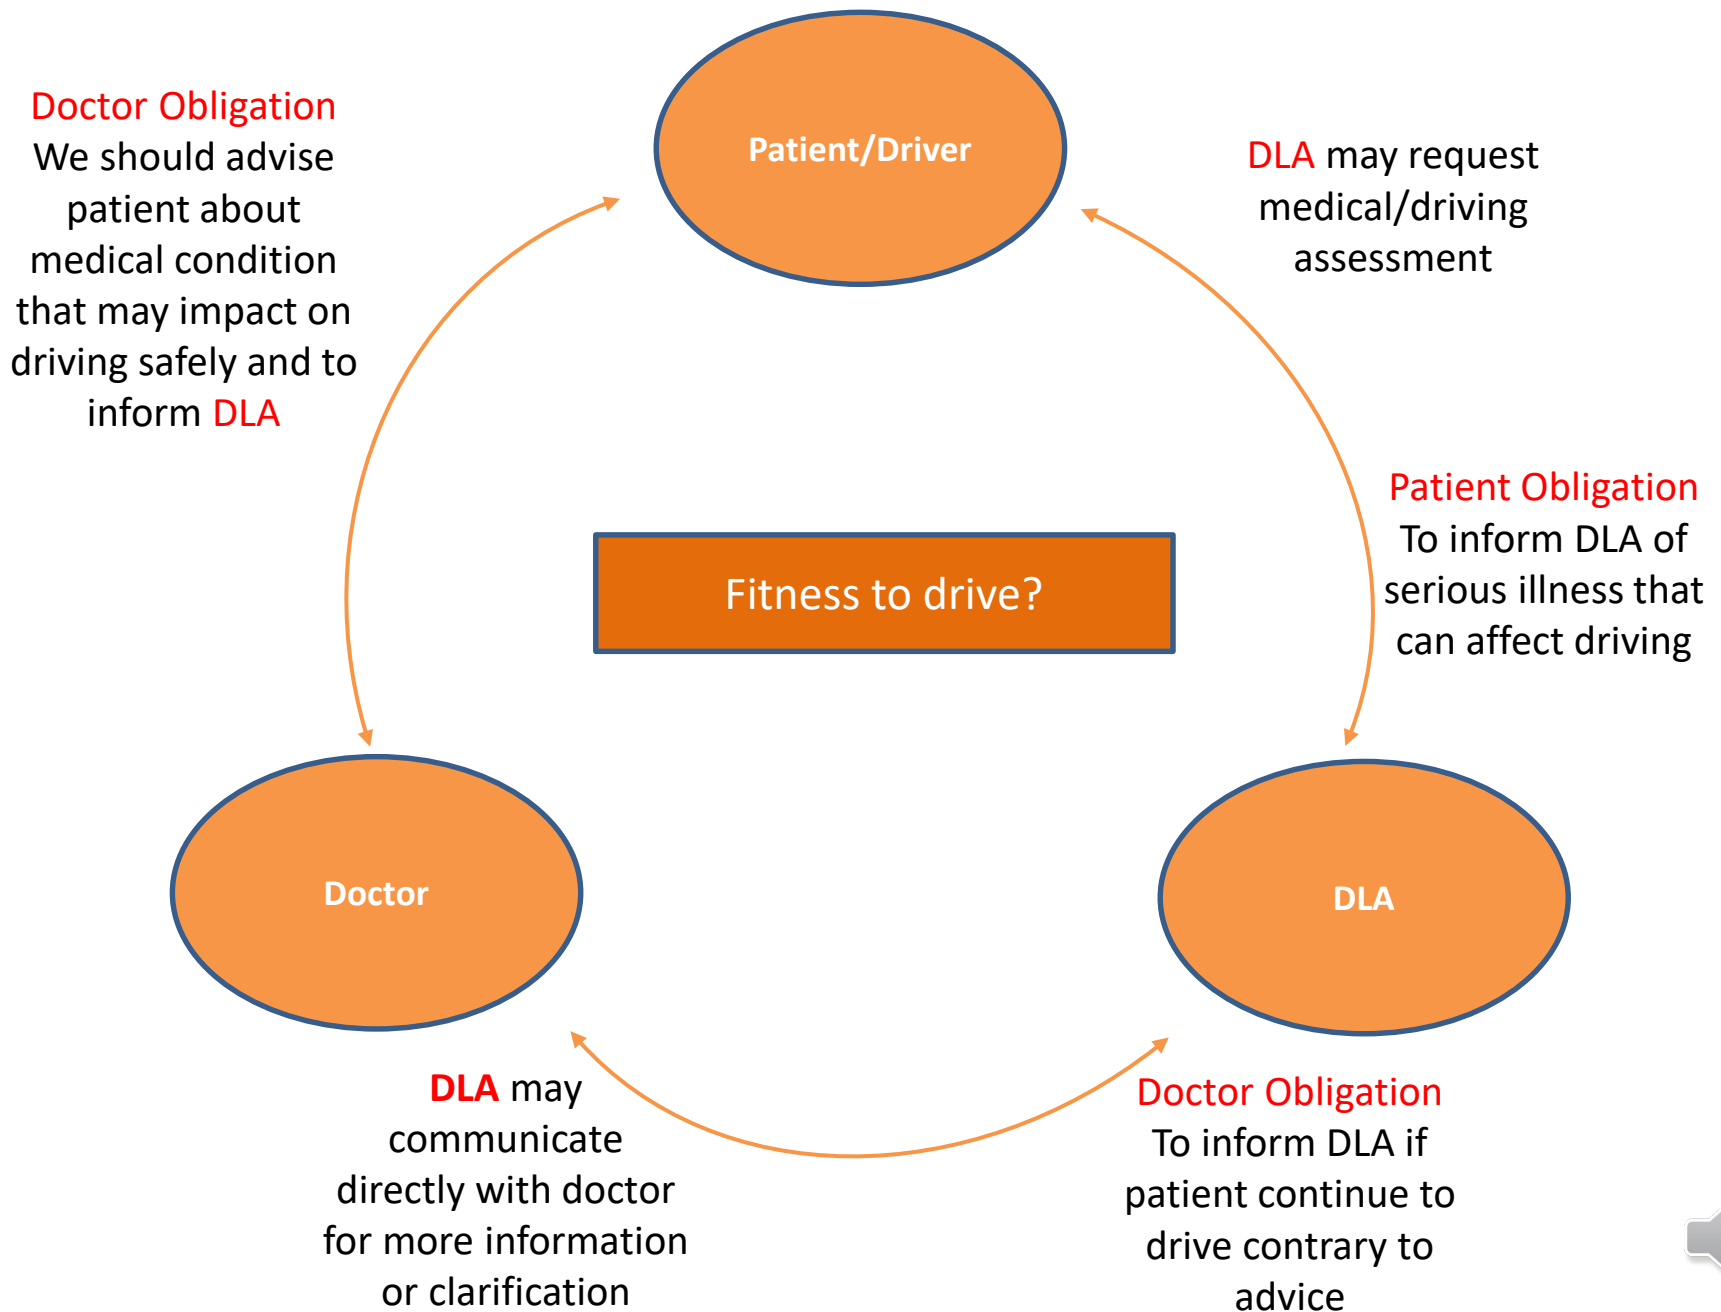 Patient/Driver
Doctor Obligation
We should advise
patient about
medical condition
that may impact on
driving safely and to
inform DLA
DLA may request
medical/driving
assessment
Patient Obligation
To inform DLA of
serious illness that
can affect driving
Fitness to drive?
Doctor
DLA
DLA may
communicate
directly with doctor
for more information
or clarification
Doctor Obligation
To inform DLA if
patient continue to
drive contrary to
advice